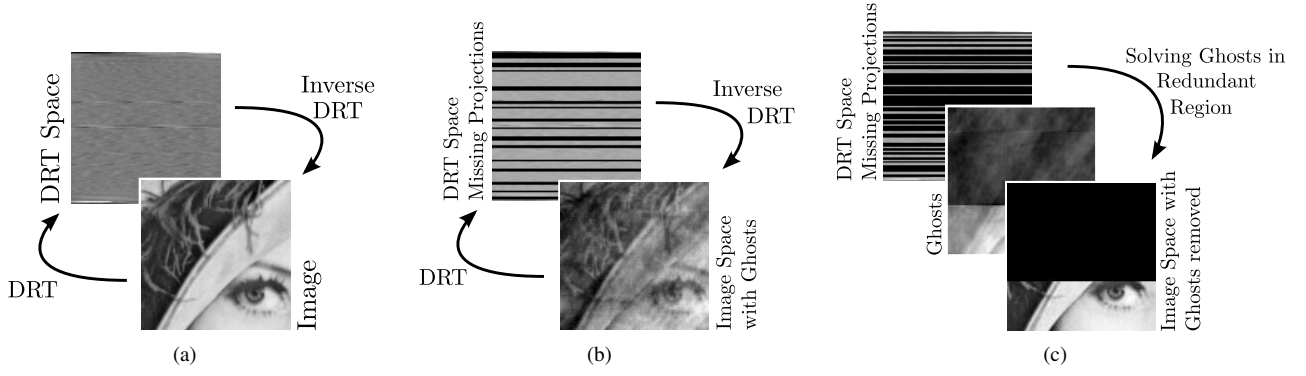 DRT Space
Inverse
DRT
DRT
Image
(a)
DRT Space
Missing Projections
Inverse
DRT
DRT
Image Space
with Ghosts
(b)
DRT Space
Missing Projections
Solving Ghosts in
Redundant
Region
Ghosts
Image Space with
Ghosts removed
(c)